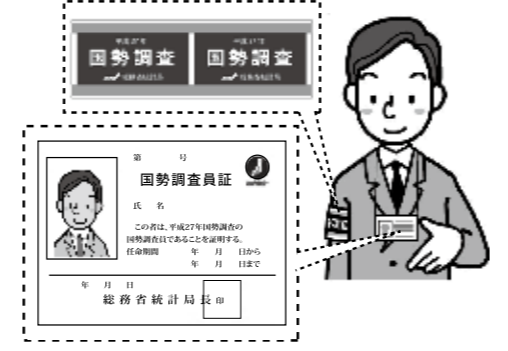 平成27年
国勢調査
国勢調査
第　　　号
国勢調査員証
氏　名
この者は、平成27年国勢調査の
国勢調査員であることを証明する。
任命期間　　年　月　日から
年　月　日まで
年　月　日
総務省統計局長 印